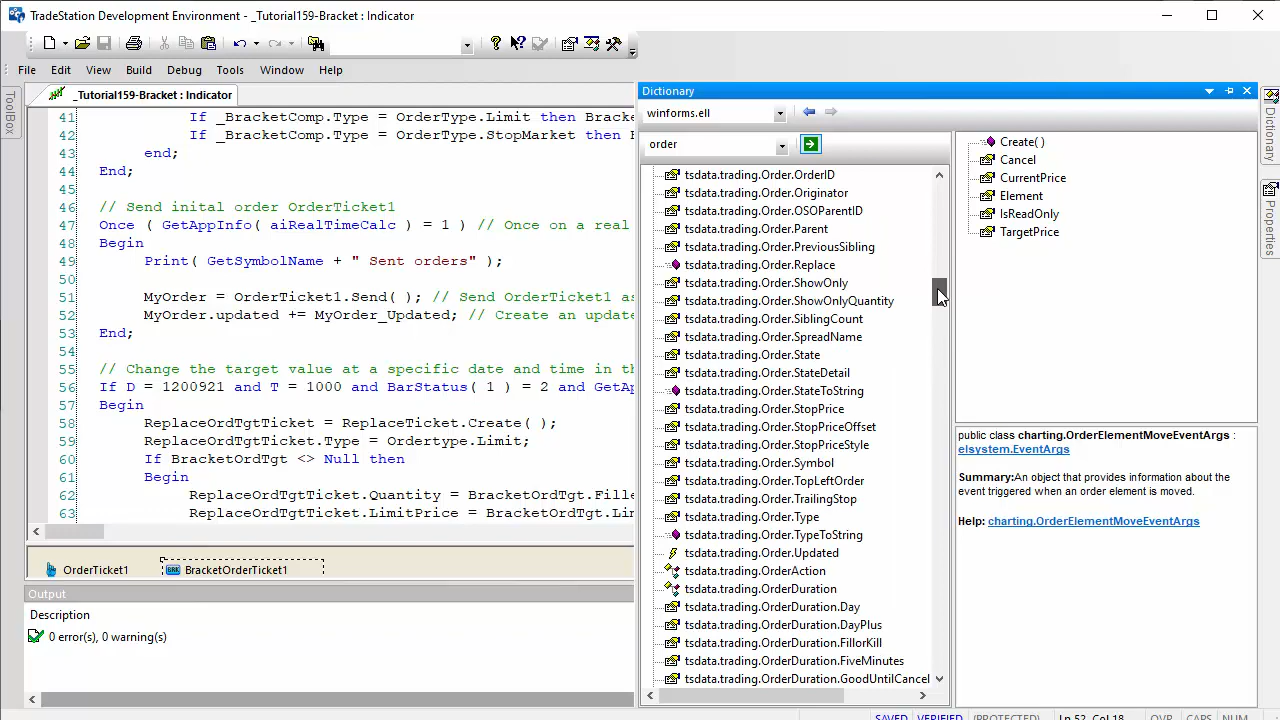 TradeStation Development Environment - _Tutorial159-Bracket : Indicator
File Edit View Build Debug Tools Window Help
ToolBox
_Tutorial159-Bracket : Indicator
41 If _BracketComp.Type = OrderType.Limit then Brack
42 If _BracketComp.Type = OrderType.StopMarket then
43 end;
44 End;
45
46 // Send inital order OrderTicket1
47 Once ( GetAppInfo( aiRealTimeCalc ) = 1 ) // Once on a real
48 Begin
49 Print( GetSymbolName + " Sent orders" );
50
51 MyOrder = OrderTicket1.Send( ); // Send OrderTicket1 as
52 MyOrder.updated += MyOrder_Updated; // Create an update
53 End;
54
55 // Change the target value at a specific date and time in th
56 If D = 1200921 and T = 1000 and BarStatus( 1 ) = 2 and GetAp
57 Begin
58 ReplaceOrdTgtTicket = ReplaceTicket.Create( );
59 ReplaceOrdTgtTicket.Type = Ordertype.Limit;
60 If BracketOrdTgt <> Null then
61 Begin
62 ReplaceOrdTgtTicket.Quantity = BracketOrdTgt.Fille
63 ReplaceOrdTgtTicket.LimitPrice = BracketOrdTgt.Lim
OrderTicket1 BracketOrderTicket1
Output
Description
0 error(s), 0 warning(s)
Dictionary
winforms.ell
order
tsdata.trading.Order.OrderID
tsdata.trading.Order.Originator
tsdata.trading.Order.OSOParentID
tsdata.trading.Order.Parent
tsdata.trading.Order.PreviousSibling
tsdata.trading.Order.Replace
tsdata.trading.Order.ShowOnly
tsdata.trading.Order.ShowOnlyQuantity
tsdata.trading.Order.SiblingCount
tsdata.trading.Order.SpreadName
tsdata.trading.Order.State
tsdata.trading.Order.StateDetail
tsdata.trading.Order.StateToString
tsdata.trading.Order.StopPrice
tsdata.trading.Order.StopPriceOffset
tsdata.trading.Order.StopPriceStyle
tsdata.trading.Order.Symbol
tsdata.trading.Order.TopLeftOrder
tsdata.trading.Order.TrailingStop
tsdata.trading.Order.Type
tsdata.trading.Order.TypeToString
tsdata.trading.Order.Updated
tsdata.trading.OrderAction
tsdata.trading.OrderDuration
tsdata.trading.OrderDuration.Day
tsdata.trading.OrderDuration.DayPlus
tsdata.trading.OrderDuration.FillorKill
tsdata.trading.OrderDuration.FiveMinutes
tsdata.trading.OrderDuration.GoodUntilCancel
Create( )
Cancel
CurrentPrice
Element
IsReadOnly
TargetPrice
public class charting.OrderElementMoveEventArgs :
elsystem.EventArgs
Summary:An object that provides information about the
event triggered when an order element is moved.
Help: charting.OrderElementMoveEventArgs
Dictionary
Properties
SAVED VERIFIED (PROTECTED) Ln 52, Col 18 OVR CAPS NUM